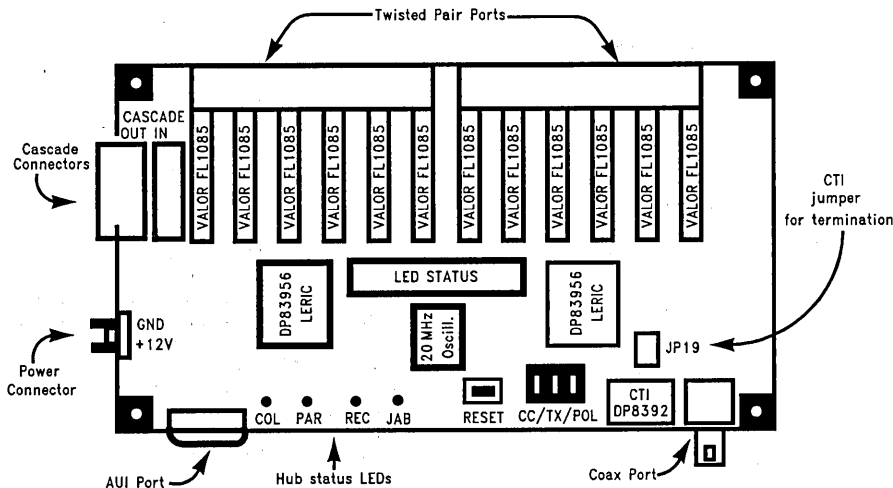 Twisted Pair Ports
CASCADE
OUT IN
Cascade
Connectors
VALOR FL1085
VALOR FL1085
VALOR FL1085
VALOR FL1085
VALOR FL1085
VALOR FL1085
VALOR FL1085
VALOR FL1085
VALOR FL1085
VALOR FL1085
VALOR FL1085
VALOR FL1085
CTI
jumper
for termination
DP83956
LERIC
LED STATUS
DP83956
LERIC
20 MHz
Oscill.
GND
+12V
JP19
Power
Connector
COL
PAR
REC
JAB
RESET
CC/TX/POL
CTI
DP8392
AUI Port
Hub status LEDs
Coax Port